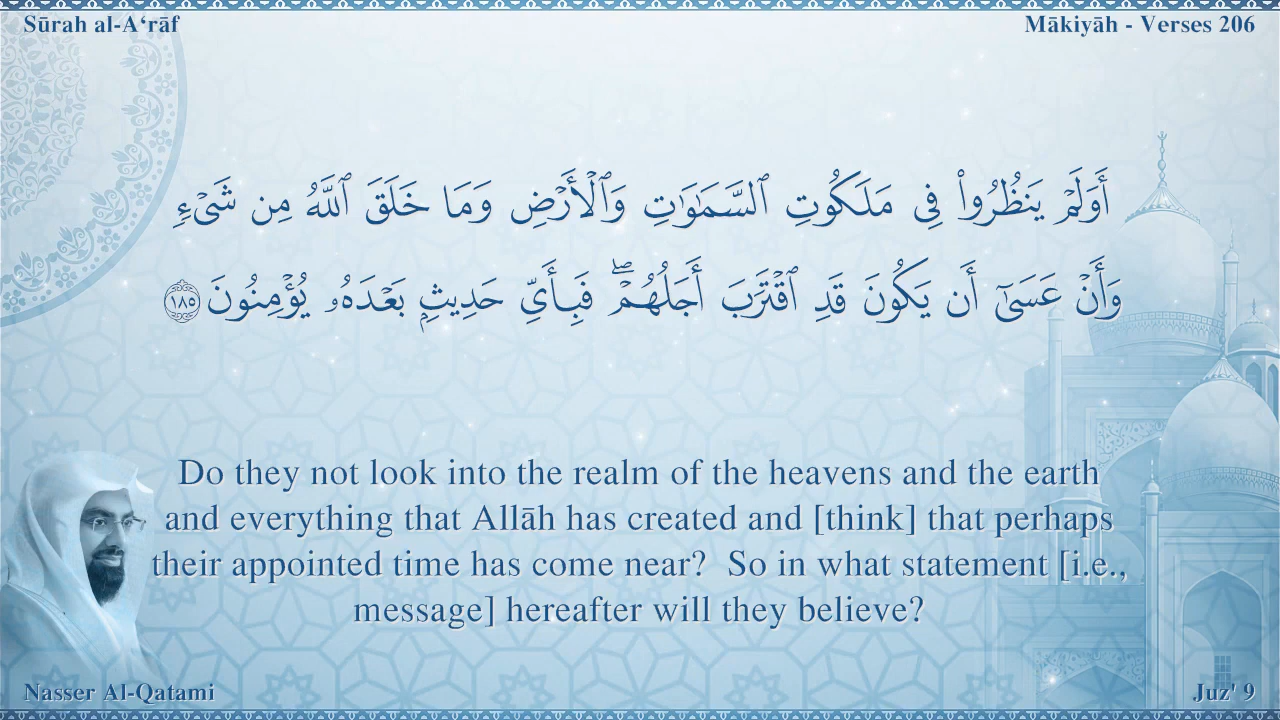 Sūrah al-A‘rāf
Mākiyāh - Verses 206
أَوَلَمۡ يَنظُرُواْ فِي مَلَكُوتِ ٱلسَّمَٰوَٰتِ وَٱلۡأَرۡضِ وَمَا خَلَقَ ٱللَّهُ مِن شَيۡءٖ
وَأَنۡ عَسَىٰٓ أَن يَكُونَ قَدِ ٱقۡتَرَبَ أَجَلُهُمۡۖ فَبِأَيِّ حَدِيثِۭ بَعۡدَهُۥ يُؤۡمِنُونَ ١٨٥
Do they not look into the realm of the heavens and the earth
and everything that Allāh has created and [think] that perhaps
their appointed time has come near?  So in what statement [i.e.,
message] hereafter will they believe?
Nasser Al-Qatami
Juz' 9